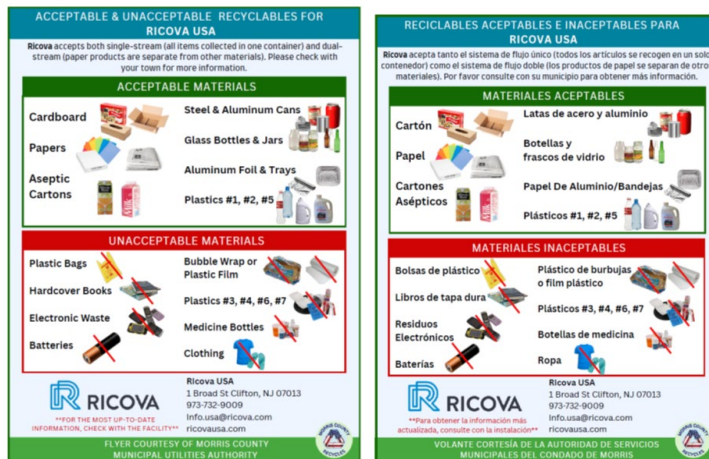 ACCEPTABLE & UNACCEPTABLE RECYCLABLES FOR
RICOVA USA
Ricova accepts both single-stream (all items collected in one container) and dual-
stream (paper products are separate from other materials). Please check with
your town for more information.
ACCEPTABLE MATERIALS
Cardboard
Papers
Aseptic
Cartons
Steel & Aluminum Cans
Glass Bottles & Jars
Aluminum Foil & Trays
Plastics #1, #2, #5
UNACCEPTABLE MATERIALS
Plastic Bags
Hardcover Books
Electronic Waste
Batteries
Bubble Wrap or
Plastic Film
Plastics #3, #4, #6, #7
Medicine Bottles
Clothing
RICOVA
**FOR THE MOST UP-TO-DATE
INFORMATION, CHECK WITH THE FACILITY**
Ricova USA
1 Broad St Clifton, NJ 07013
973-732-9009
Info.usa@ricova.com
ricovausa.com
FLYER COURTESY OF MORRIS COUNTY
MUNICIPAL UTILITIES AUTHORITY
MORRIS COUNTY
RECYCLES
RECICLABLES ACEPTABLES E INACEPTABLES PARA
RICOVA USA
Ricova acepta tanto el sistema de flujo único (todos los artículos se recogen en un solo
contenedor) como el sistema de flujo doble (los productos de papel se separan de otro
materiales). Por favor consulte con su municipio para obtener más información.
MATERIALES ACEPTABLES
Cartón
Papel
Cartones
Asépticos
Latas de acero y aluminio
Botellas y
frascos de vidrio
Papel De Aluminio/Bandejas
Plásticos #1, #2, #5
MATERIALES INACEPTABLES
Bolsas de plástico
Libros de tapa dura
Residuos
Electrónicos
Baterías
Plástico de burbujas
o film plástico
Plásticos #3, #4, #6, #7
Botellas de medicina
Ropa
RICOVA
**Para obtener la información más
actualizada, consulte con la instalación**
Ricova USA
1 Broad St Clifton, NJ 07013
973-732-9009
Info.usa@ricova.com
ricovausa.com
VOLANTE CORTESÍA DE LA AUTORIDAD DE SERVICIOS
MUNICIPALES DEL CONDADO DE MORRIS
MORRIS COUNTY
RECYCLES